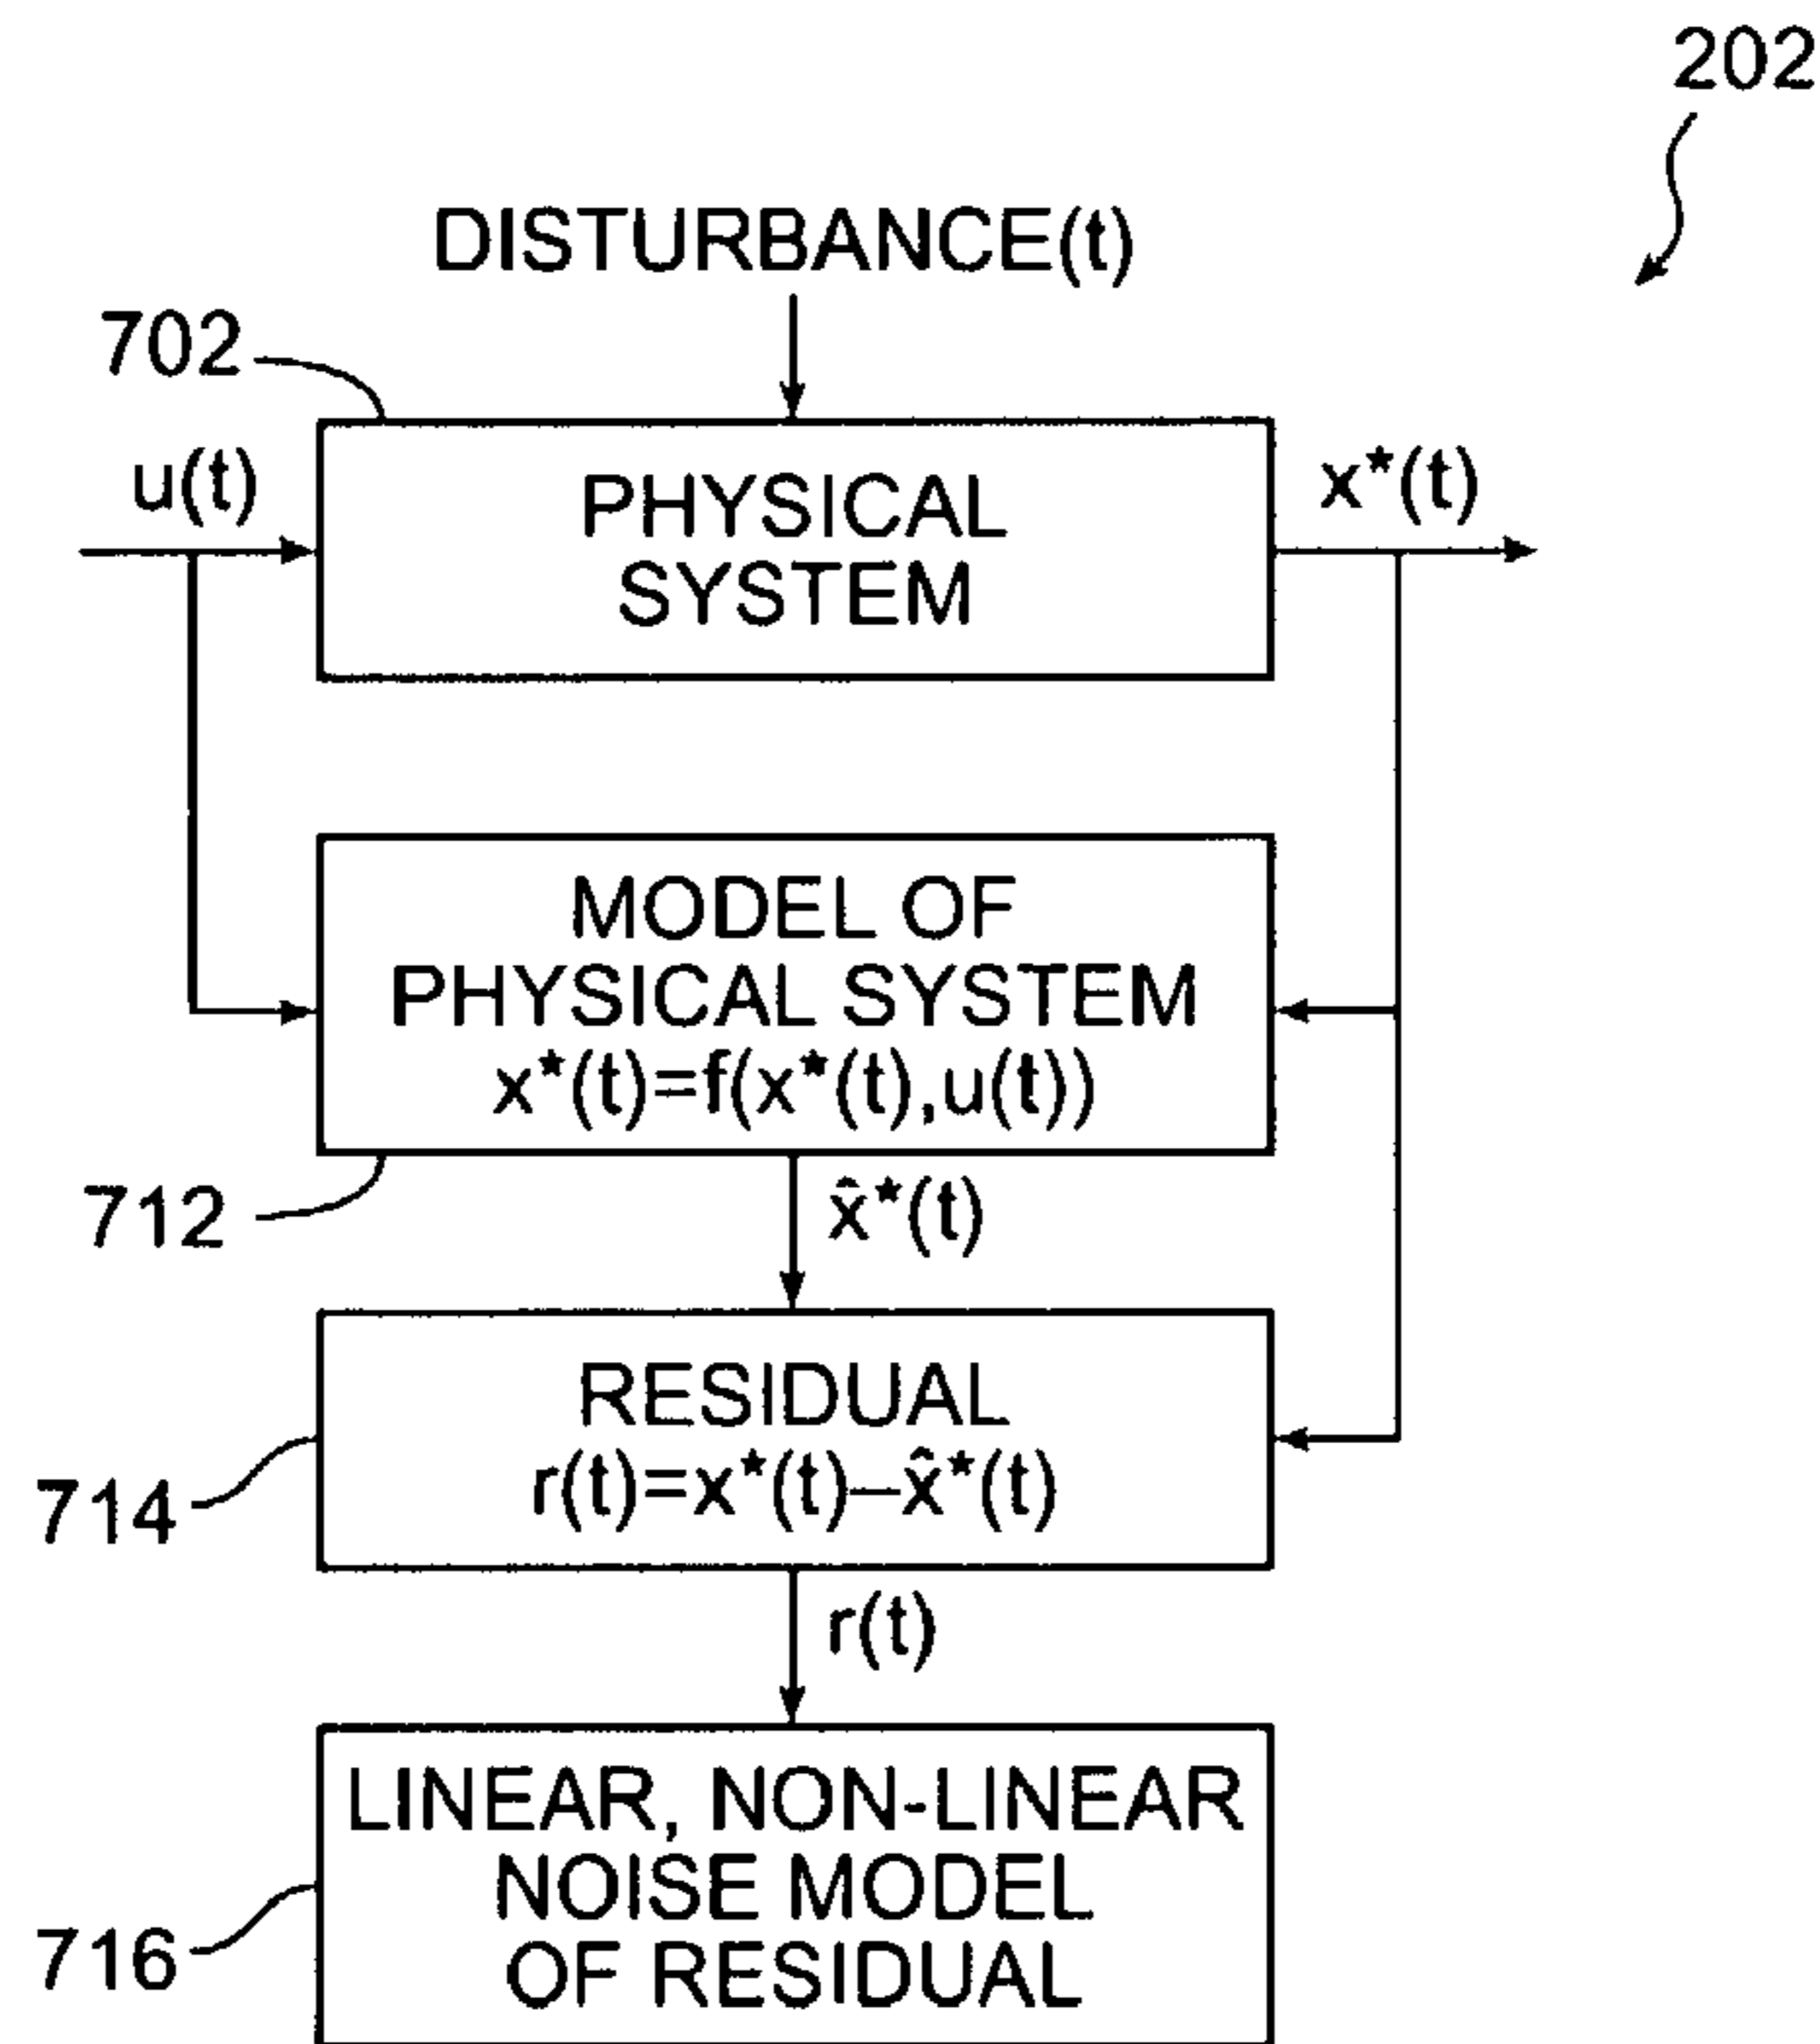 202
DISTURBANCE(t)
702
u(t)
PHYSICAL
SYSTEM
x*(t)
MODEL OF
PHYSICAL SYSTEM
x*(t)=f(x*(t),u(t))
712
x̂*(t)
RESIDUAL
r(t)=x*(t)–x̂*(t)
714
r(t)
LINEAR, NON-LINEAR
NOISE MODEL
OF RESIDUAL
716